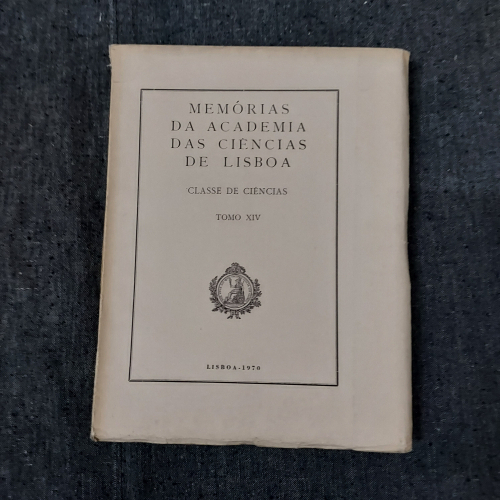 MEMÓRIAS
DA ACADEMIA
DAS CIÊNCIAS
DE LISBOA
CLASSE DE CIÊNCIAS
TOMO XIV
LISBOA-1970